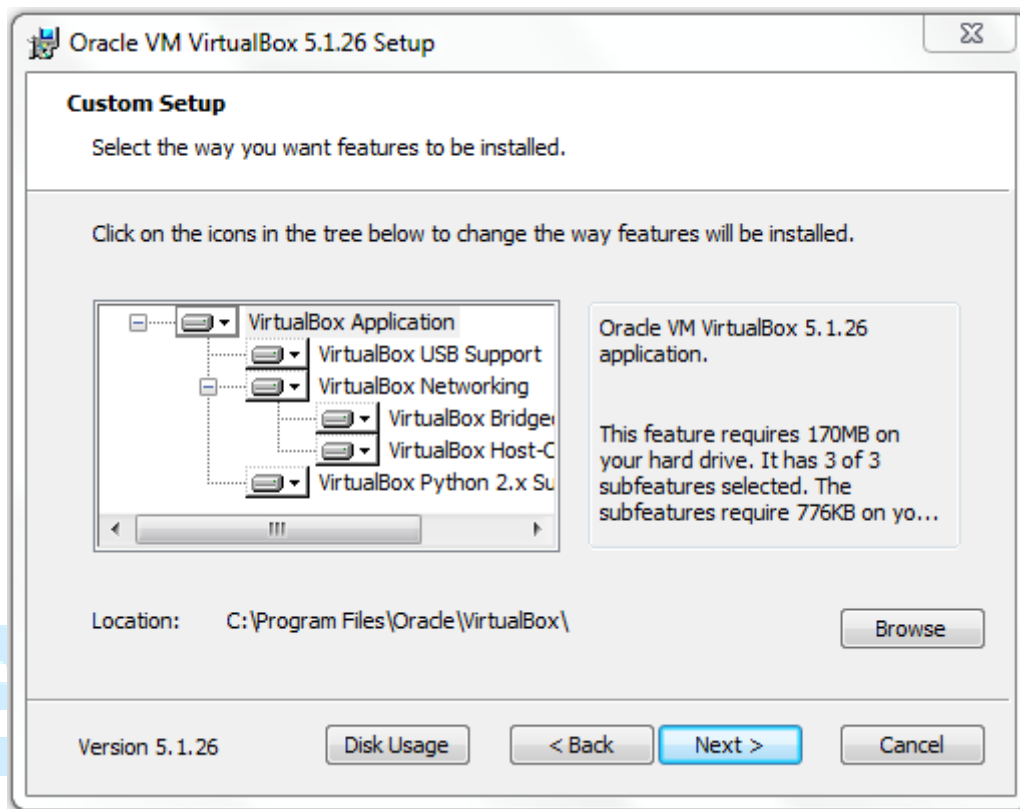 Oracle VM VirtualBox 5.1.26 Setup
Custom Setup
Select the way you want features to be installed.
Click on the icons in the tree below to change the way features will be installed.
VirtualBox Application
VirtualBox USB Support
VirtualBox Networking
VirtualBox Bridge
VirtualBox Host-C
VirtualBox Python 2.x Su
Oracle VM VirtualBox 5.1.26
application.
This feature requires 170MB on
your hard drive. It has 3 of 3
subfeatures selected. The
subfeatures require 776KB on yo...
Location: C:\Program Files\Oracle\VirtualBox\
Browse
Version 5.1.26 Disk Usage < Back Next > Cancel